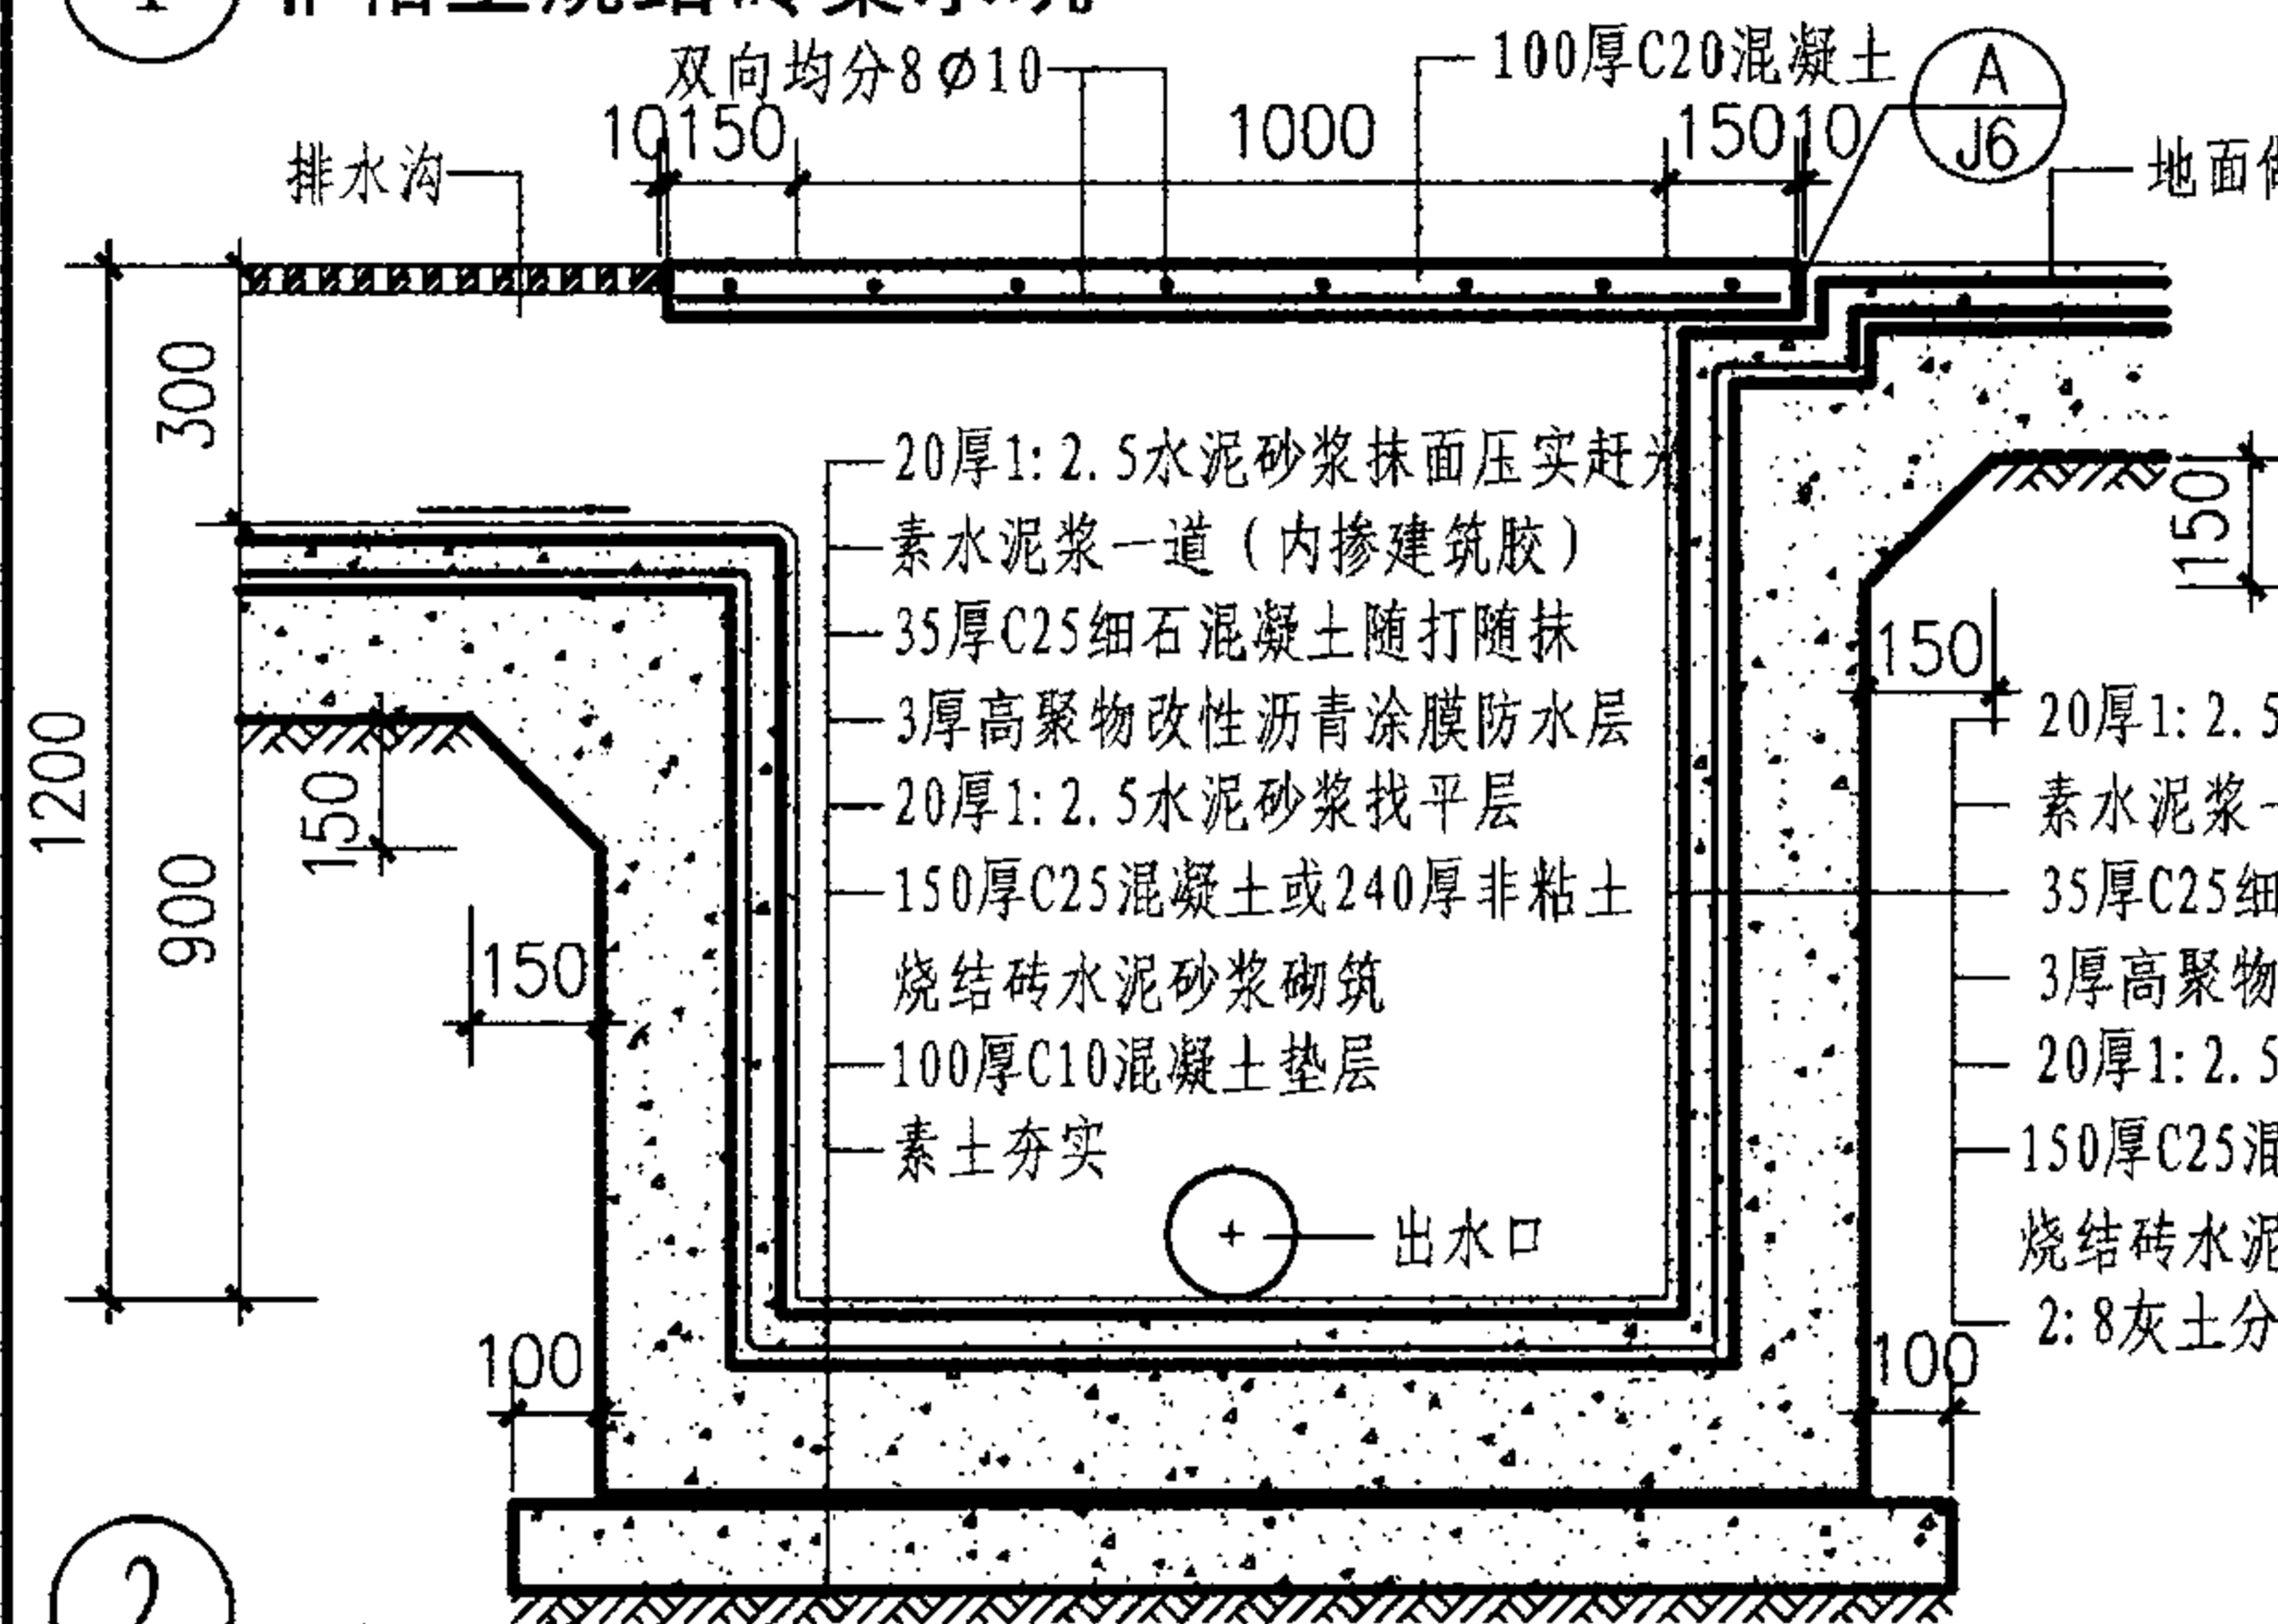 双向均分8Ø10
100厚C20混凝土
A
J6
10 150 1000 150 10
排水沟
地面
300
1200
900
20厚1:2.5水泥砂浆抹面压实赶光
素水泥浆一道（内掺建筑胶）
35厚C25细石混凝土随打随抹
3厚高聚物改性沥青涂膜防水层
20厚1:2.5水泥砂浆找平层
150厚C25混凝土或240厚非粘土
烧结砖水泥砂浆砌筑
100厚C10混凝土垫层
素土夯实
出水口
150
150
100
150
150
20厚1:2.5
素水泥浆一
35厚C25细
3厚高聚物
20厚1:2.5
150厚C25混
烧结砖水泥
2:8灰土分
100
2